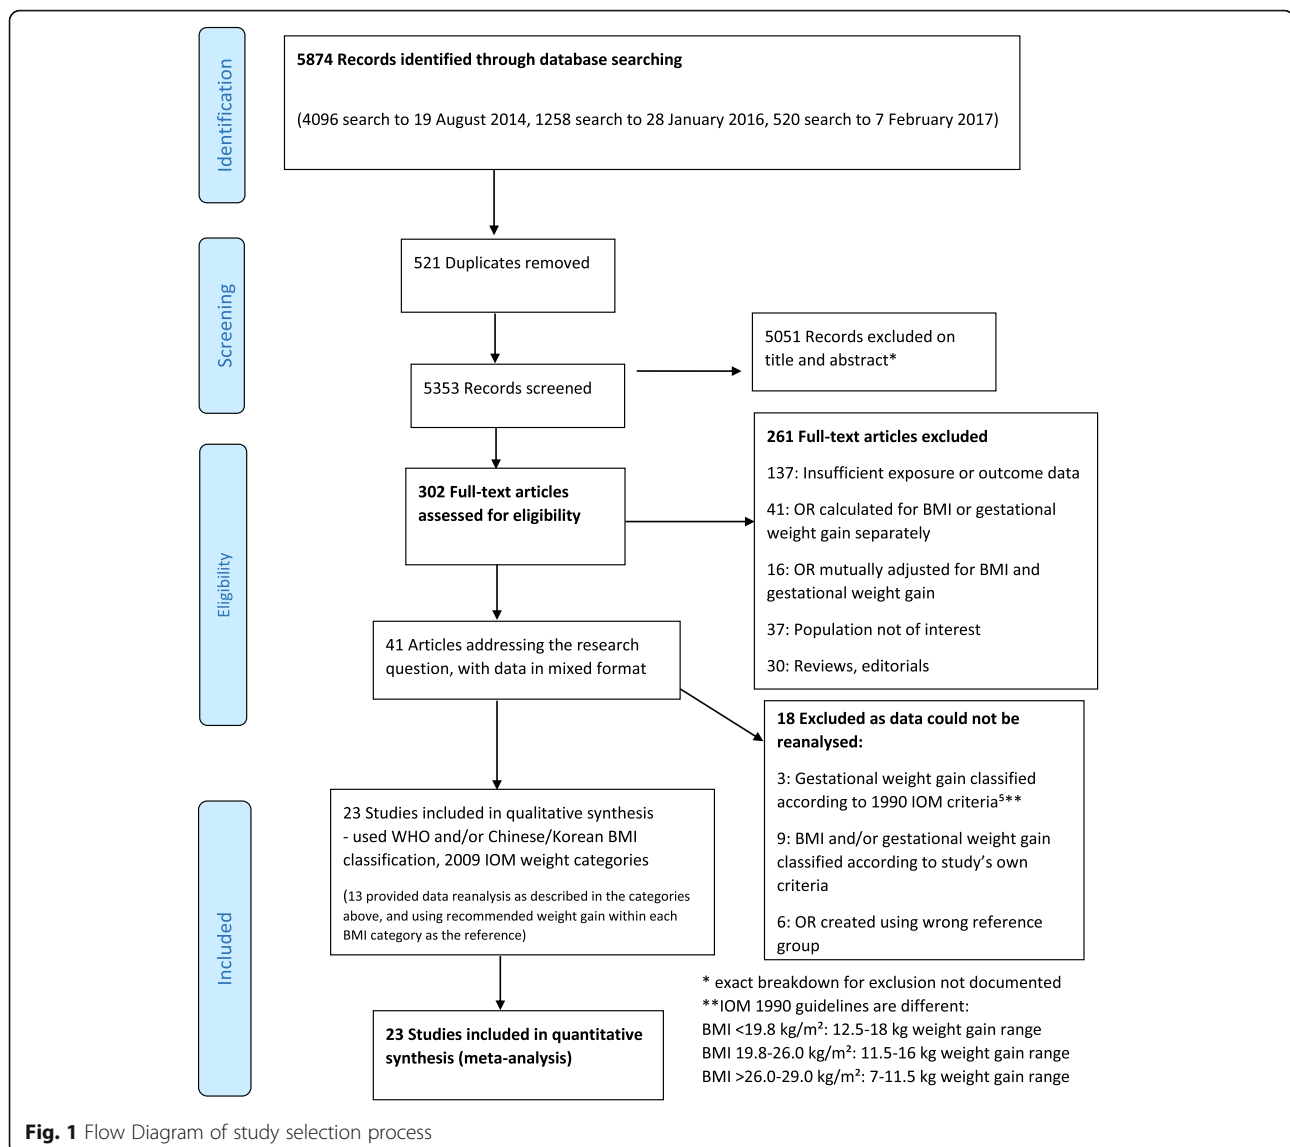 Identification
5874 Records identified through database searching
(4096 search to 19 August 2014, 1258 search to 28 January 2016, 520 search to 7 February 2017)
Screening
521 Duplicates removed
5353 Records screened
5051 Records excluded on
title and abstract*
Eligibility
302 Full-text articles
assessed for eligibility
261 Full-text articles excluded
137: Insufficient exposure or outcome data
41: OR calculated for BMI or gestational
weight gain separately
16: OR mutually adjusted for BMI and
gestational weight gain
37: Population not of interest
30: Reviews, editorials
41 Articles addressing the research
question, with data in mixed format
18 Excluded as data could not be
reanalysed:
3: Gestational weight gain classified
according to 1990 IOM criteria⁵**
9: BMI and/or gestational weight gain
classified according to study’s own
criteria
6: OR created using wrong reference
group
Included
23 Studies included in qualitative synthesis
- used WHO and/or Chinese/Korean BMI
classification, 2009 IOM weight categories
(13 provided data reanalysis as described in the categories
above, and using recommended weight gain within each
BMI category as the reference)
23 Studies included in quantitative
synthesis (meta-analysis)
* exact breakdown for exclusion not documented
**IOM 1990 guidelines are different:
BMI <19.8 kg/m²: 12.5-18 kg weight gain range
BMI 19.8-26.0 kg/m²: 11.5-16 kg weight gain range
BMI >26.0-29.0 kg/m²: 7-11.5 kg weight gain range
Fig. 1 Flow Diagram of study selection process